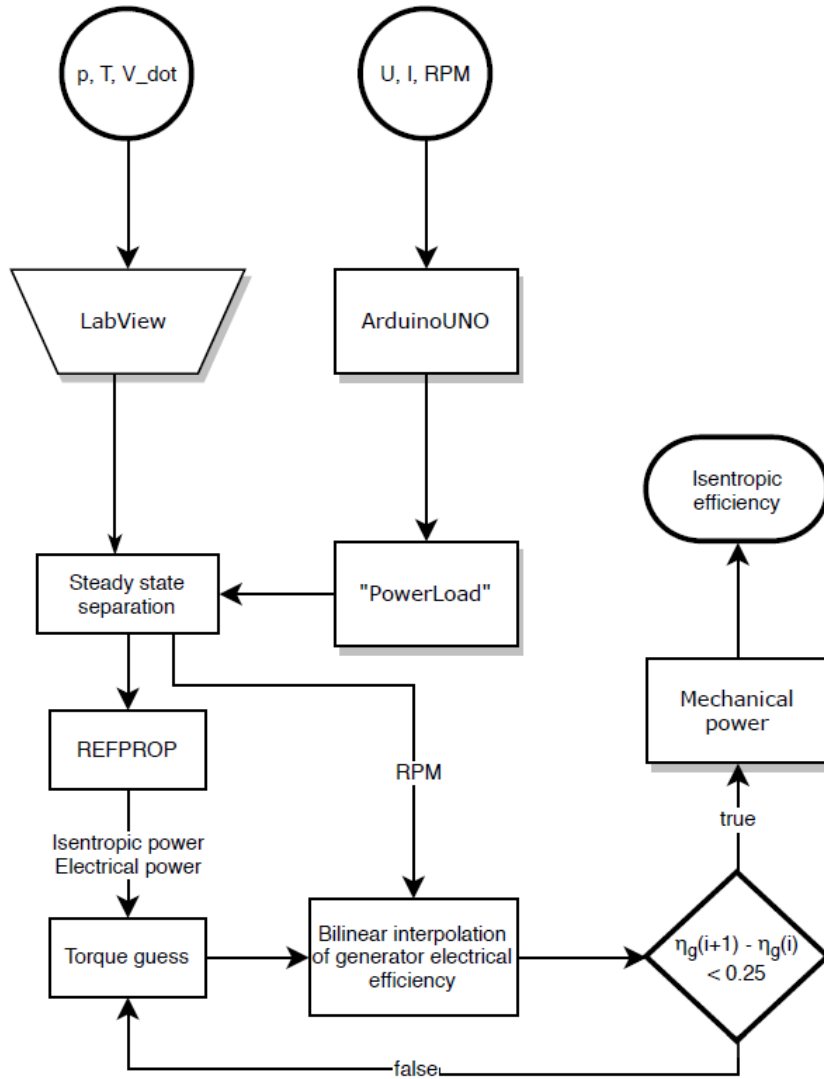 p, T, V_dot
U, I, RPM
LabView
ArduinoUNO
Isentropic
efficiency
Steady state
separation
"PowerLoad"
Mechanical
power
REFPROP
RPM
true
Isentropic power
Electrical power
Torque guess
Bilinear interpolation
of generator electrical
efficiency
ηg(i+1) - ηg(i)
< 0.25
false